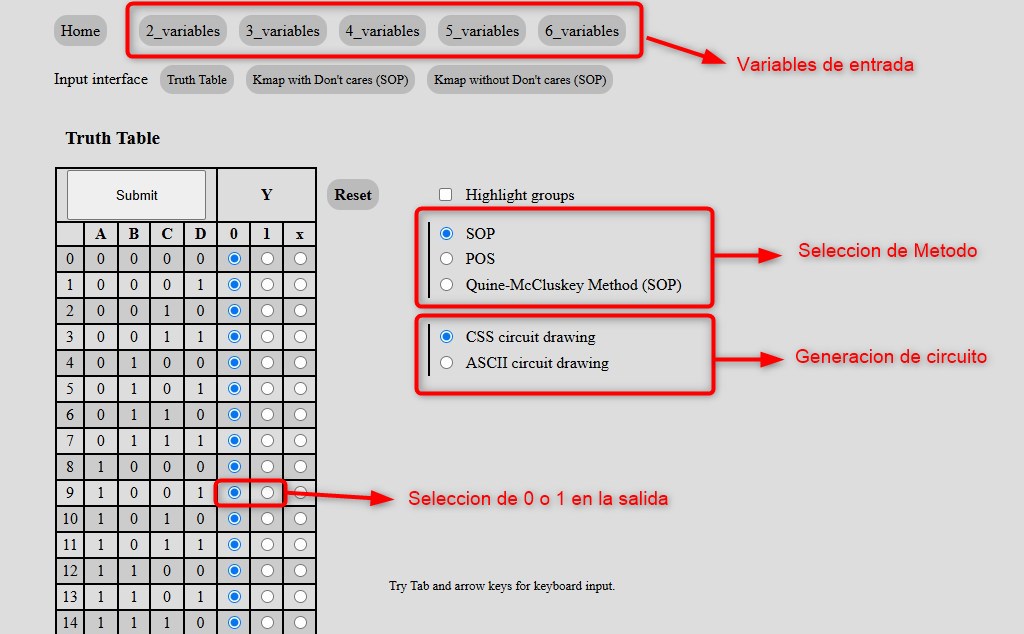 Home 2_variables 3_variables 4_variables 5_variables 6_variables
Variables de entrada
Input interface Truth Table Kmap with Don't cares (SOP) Kmap without Don't cares (SOP)
Truth Table
Submit Y Reset
Highlight groups
A B C D 0 1 x
SOP
POS
Quine-McCluskey Method (SOP)
Seleccion de Metodo
CSS circuit drawing
ASCII circuit drawing
Generacion de circuito
0 0 0 0 0
1 0 0 0 1
2 0 0 1 0
3 0 0 1 1
4 0 1 0 0
5 0 1 0 1
6 0 1 1 0
7 0 1 1 1
8 1 0 0 0
9 1 0 0 1
Seleccion de 0 o 1 en la salida
10 1 0 1 0
11 1 0 1 1
12 1 1 0 0
13 1 1 0 1
14 1 1 1 0
Try Tab and arrow keys for keyboard input.